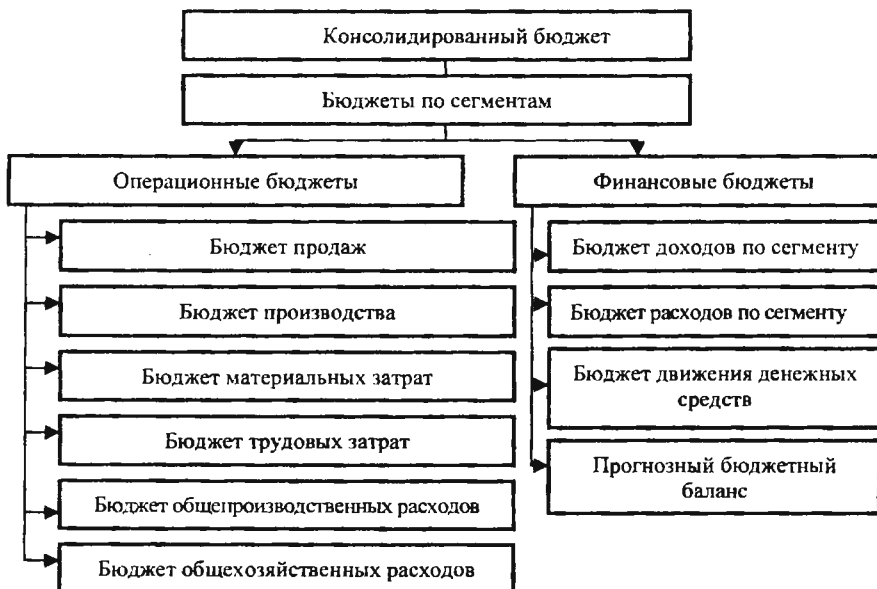 Консолидированный бюджет
Бюджеты по сегментам
Операционные бюджеты
Бюджет продаж
Бюджет производства
Бюджет материальных затрат
Бюджет трудовых затрат
Бюджет общепроизводственных расходов
Бюджет общехозяйственных расходов
Финансовые бюджеты
Бюджет доходов по сегменту
Бюджет расходов по сегменту
Бюджет движения денежных
средств
Прогнозный бюджетный
баланс